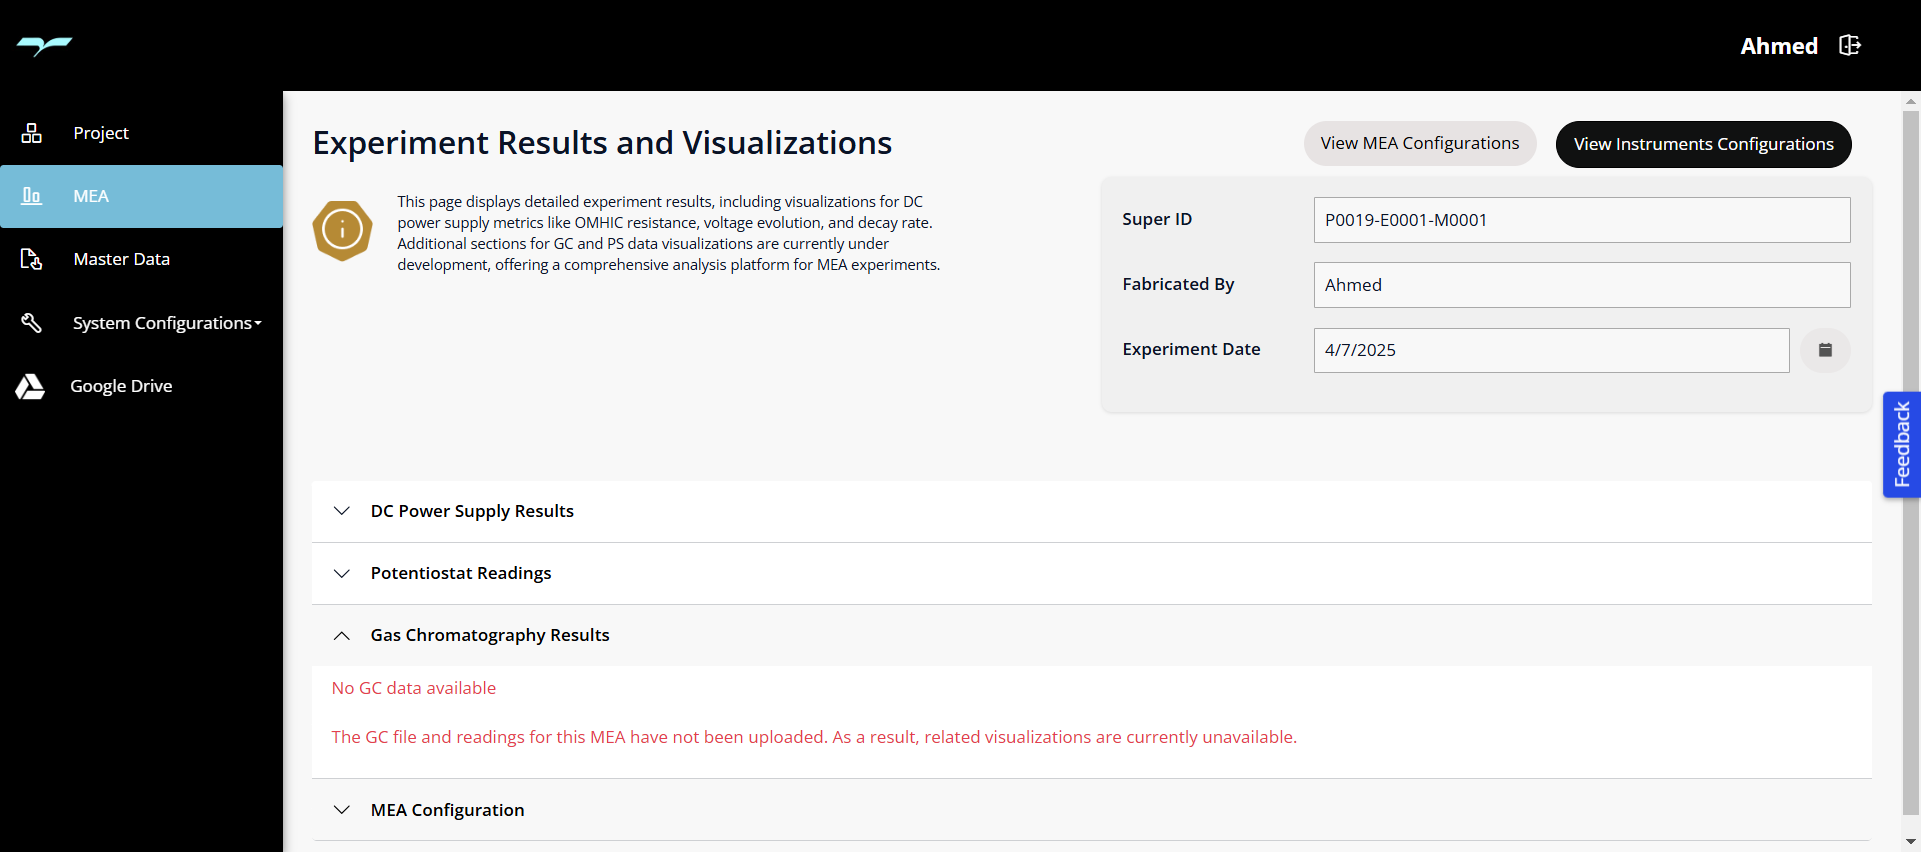 Ahmed
Project
MEA
Master Data
System Configurations
Google Drive
Experiment Results and Visualizations
View MEA Configurations
View Instruments Configurations
This page displays detailed experiment results, including visualizations for DC
power supply metrics like OMHIC resistance, voltage evolution, and decay rate.
Additional sections for GC and PS data visualizations are currently under
development, offering a comprehensive analysis platform for MEA experiments.
Super ID
P0019-E0001-M0001
Fabricated By
Ahmed
Experiment Date
4/7/2025
Feedback
DC Power Supply Results
Potentiostat Readings
Gas Chromatography Results
No GC data available
The GC file and readings for this MEA have not been uploaded. As a result, related visualizations are currently unavailable.
MEA Configuration